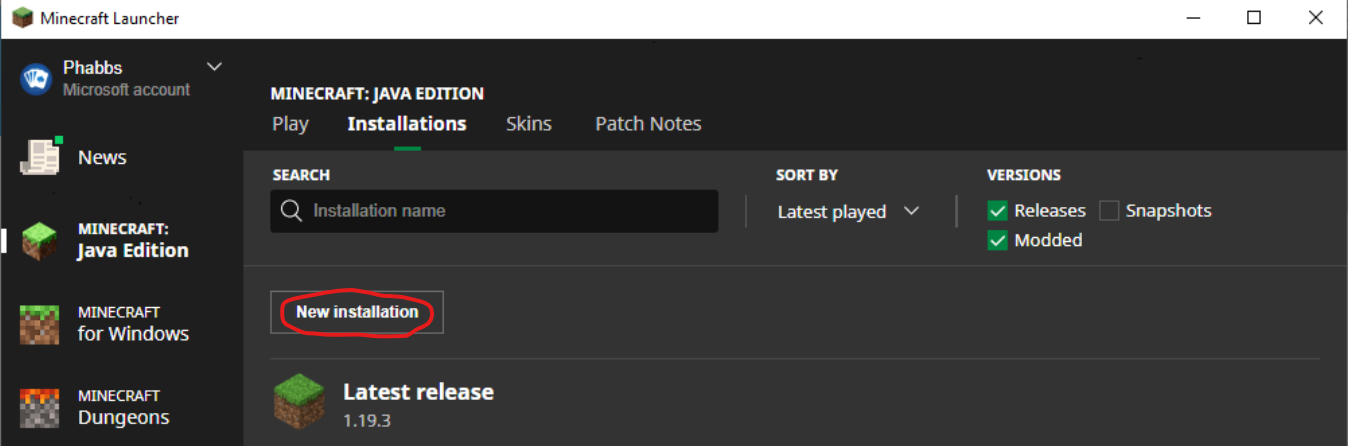 Minecraft Launcher
Phabbs
Microsoft account
News
MINECRAFT:
Java Edition
MINECRAFT
for Windows
MINECRAFT
Dungeons
MINECRAFT: JAVA EDITION
Play Installations Skins Patch Notes
SEARCH
Installation name
SORT BY
Latest played
VERSIONS
Releases Snapshots
Modded
New installation
Latest release
1.19.3